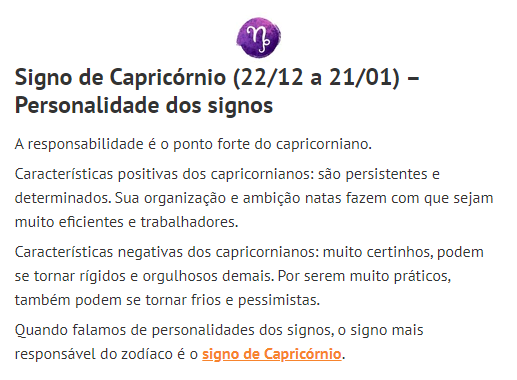 Signo de Capricórnio (22/12 a 21/01) –
Personalidade dos signos
A responsabilidade é o ponto forte do capricorniano.
Características positivas dos capricornianos: são persistentes e
determinados. Sua organização e ambição natas fazem com que sejam
muito eficientes e trabalhadores.
Características negativas dos capricornianos: muito certinhos, podem
se tornar rígidos e orgulhosos demais. Por serem muito práticos,
também podem se tornar frios e pessimistas.
Quando falamos de personalidades dos signos, o signo mais
responsável do zodíaco é o signo de Capricórnio.